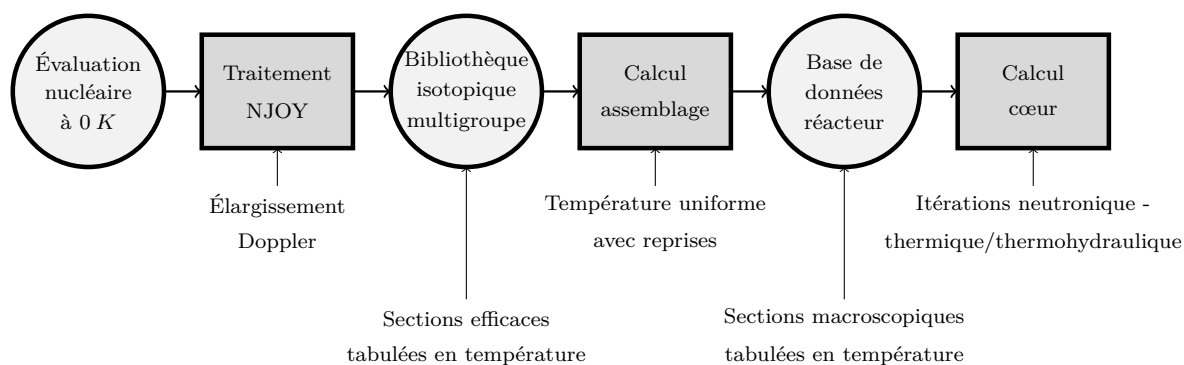 Évaluation
nucléaire
à 0 K
Traitement
NJOY
Bibliothèque
isotopique
multigroupe
Calcul
assemblage
Base de
données
réacteur
Calcul
cœur
Élargissement
Doppler
Température uniforme
avec reprises
Itérations neutronique -
thermique/thermohydraulique
Sections efficaces
tabulées en température
Sections macroscopiques
tabulées en température